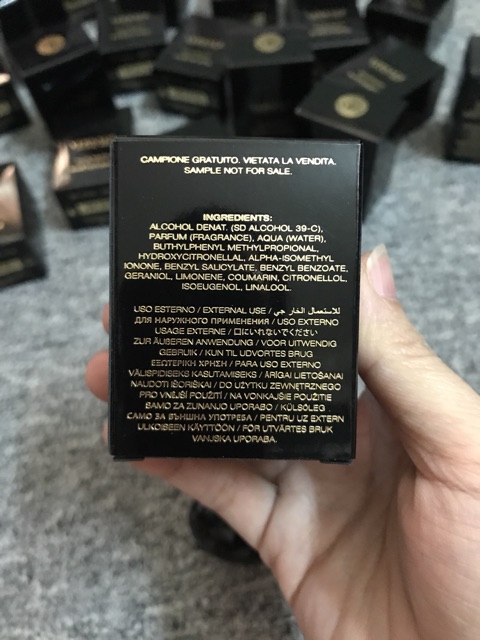 CAMPIONE GRATUITO. VIETATA LA VENDITA.
SAMPLE NOT FOR SALE.
INGREDIENTS:
ALCOHOL DENAT. (SD ALCOHOL 39-C),
PARFUM (FRAGRANCE), AQUA (WATER),
BUTHYLPHENYL METHYLPROPIONAL,
HYDROXYCITRONELLAL, ALPHA-ISOMETHYL
IONONE, BENZYL SALICYLATE, BENZYL BENZOATE,
GERANIOL, LIMONENE, COUMARIN, CITRONELLOL,
ISOEUGENOL, LINALOOL.
USO ESTERNO / EXTERNAL USE / للاستعمال الخارجي /
ДЛЯ НАРУЖНОГО ПРИМЕНЕНИЯ / USO EXTERNO
USAGE EXTERNE / 口にいれないでください
ZUR ÄUßEREN ANWENDUNG / VOOR UITWENDIG
GEBRUIK / KUN TIL UDVORTES BRUG
ΕΞΩΤΕΡΙΚΗ ΧΡΗΣΗ / PARA USO EXTERNO
VÄLISPIDISEKS KASUTAMISEKS / ĀRĪGAI LIETOŠANAI
NAUDOTI IŠORIŠKAI / DO UŻYTKU ZEWNĘTRZNEGO
PRO VNĚJŠÍ POUŽITÍ / NA VONKAJŠIE POUŽITIE
SAMO ZA ZUNANJO UPORABO / KÜLSŐLEG
САМО ЗА ВЪНШНА УПОТРЕБА / PENTRU UZ EXTERN
ULKOISEEN KÄYTTÖÖN / FÖR UTVÄRTES BRUK
VANJSKA UPORABA.